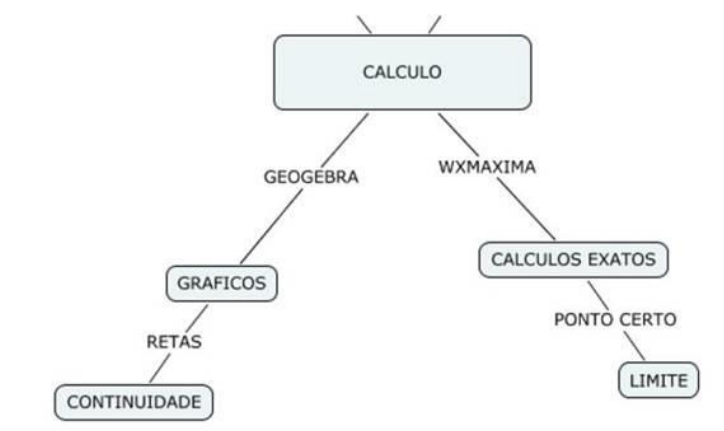 CALCULO
GEOGEBRA
WXMAXIMA
GRAFICOS
CALCULOS EXATOS
RETAS
PONTO CERTO
CONTINUIDADE
LIMITE